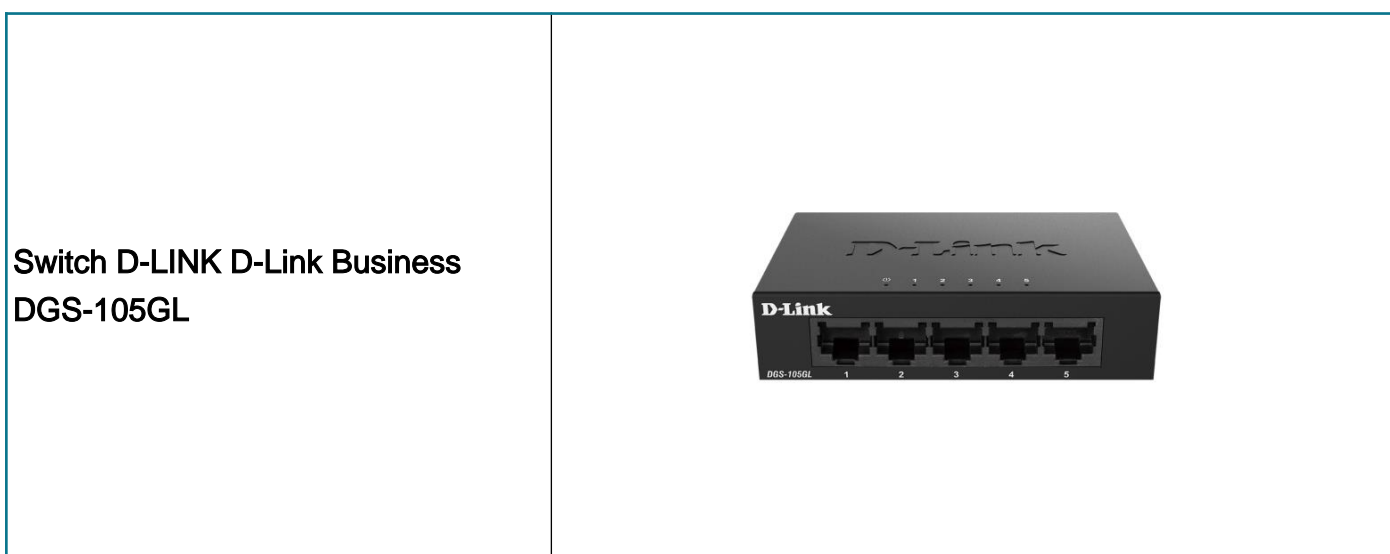 Switch D-LINK D-Link Business
DGS-105GL
D-Link
1 2 3 4 5
D-Link
DGS-105GL 1 2 3 4 5